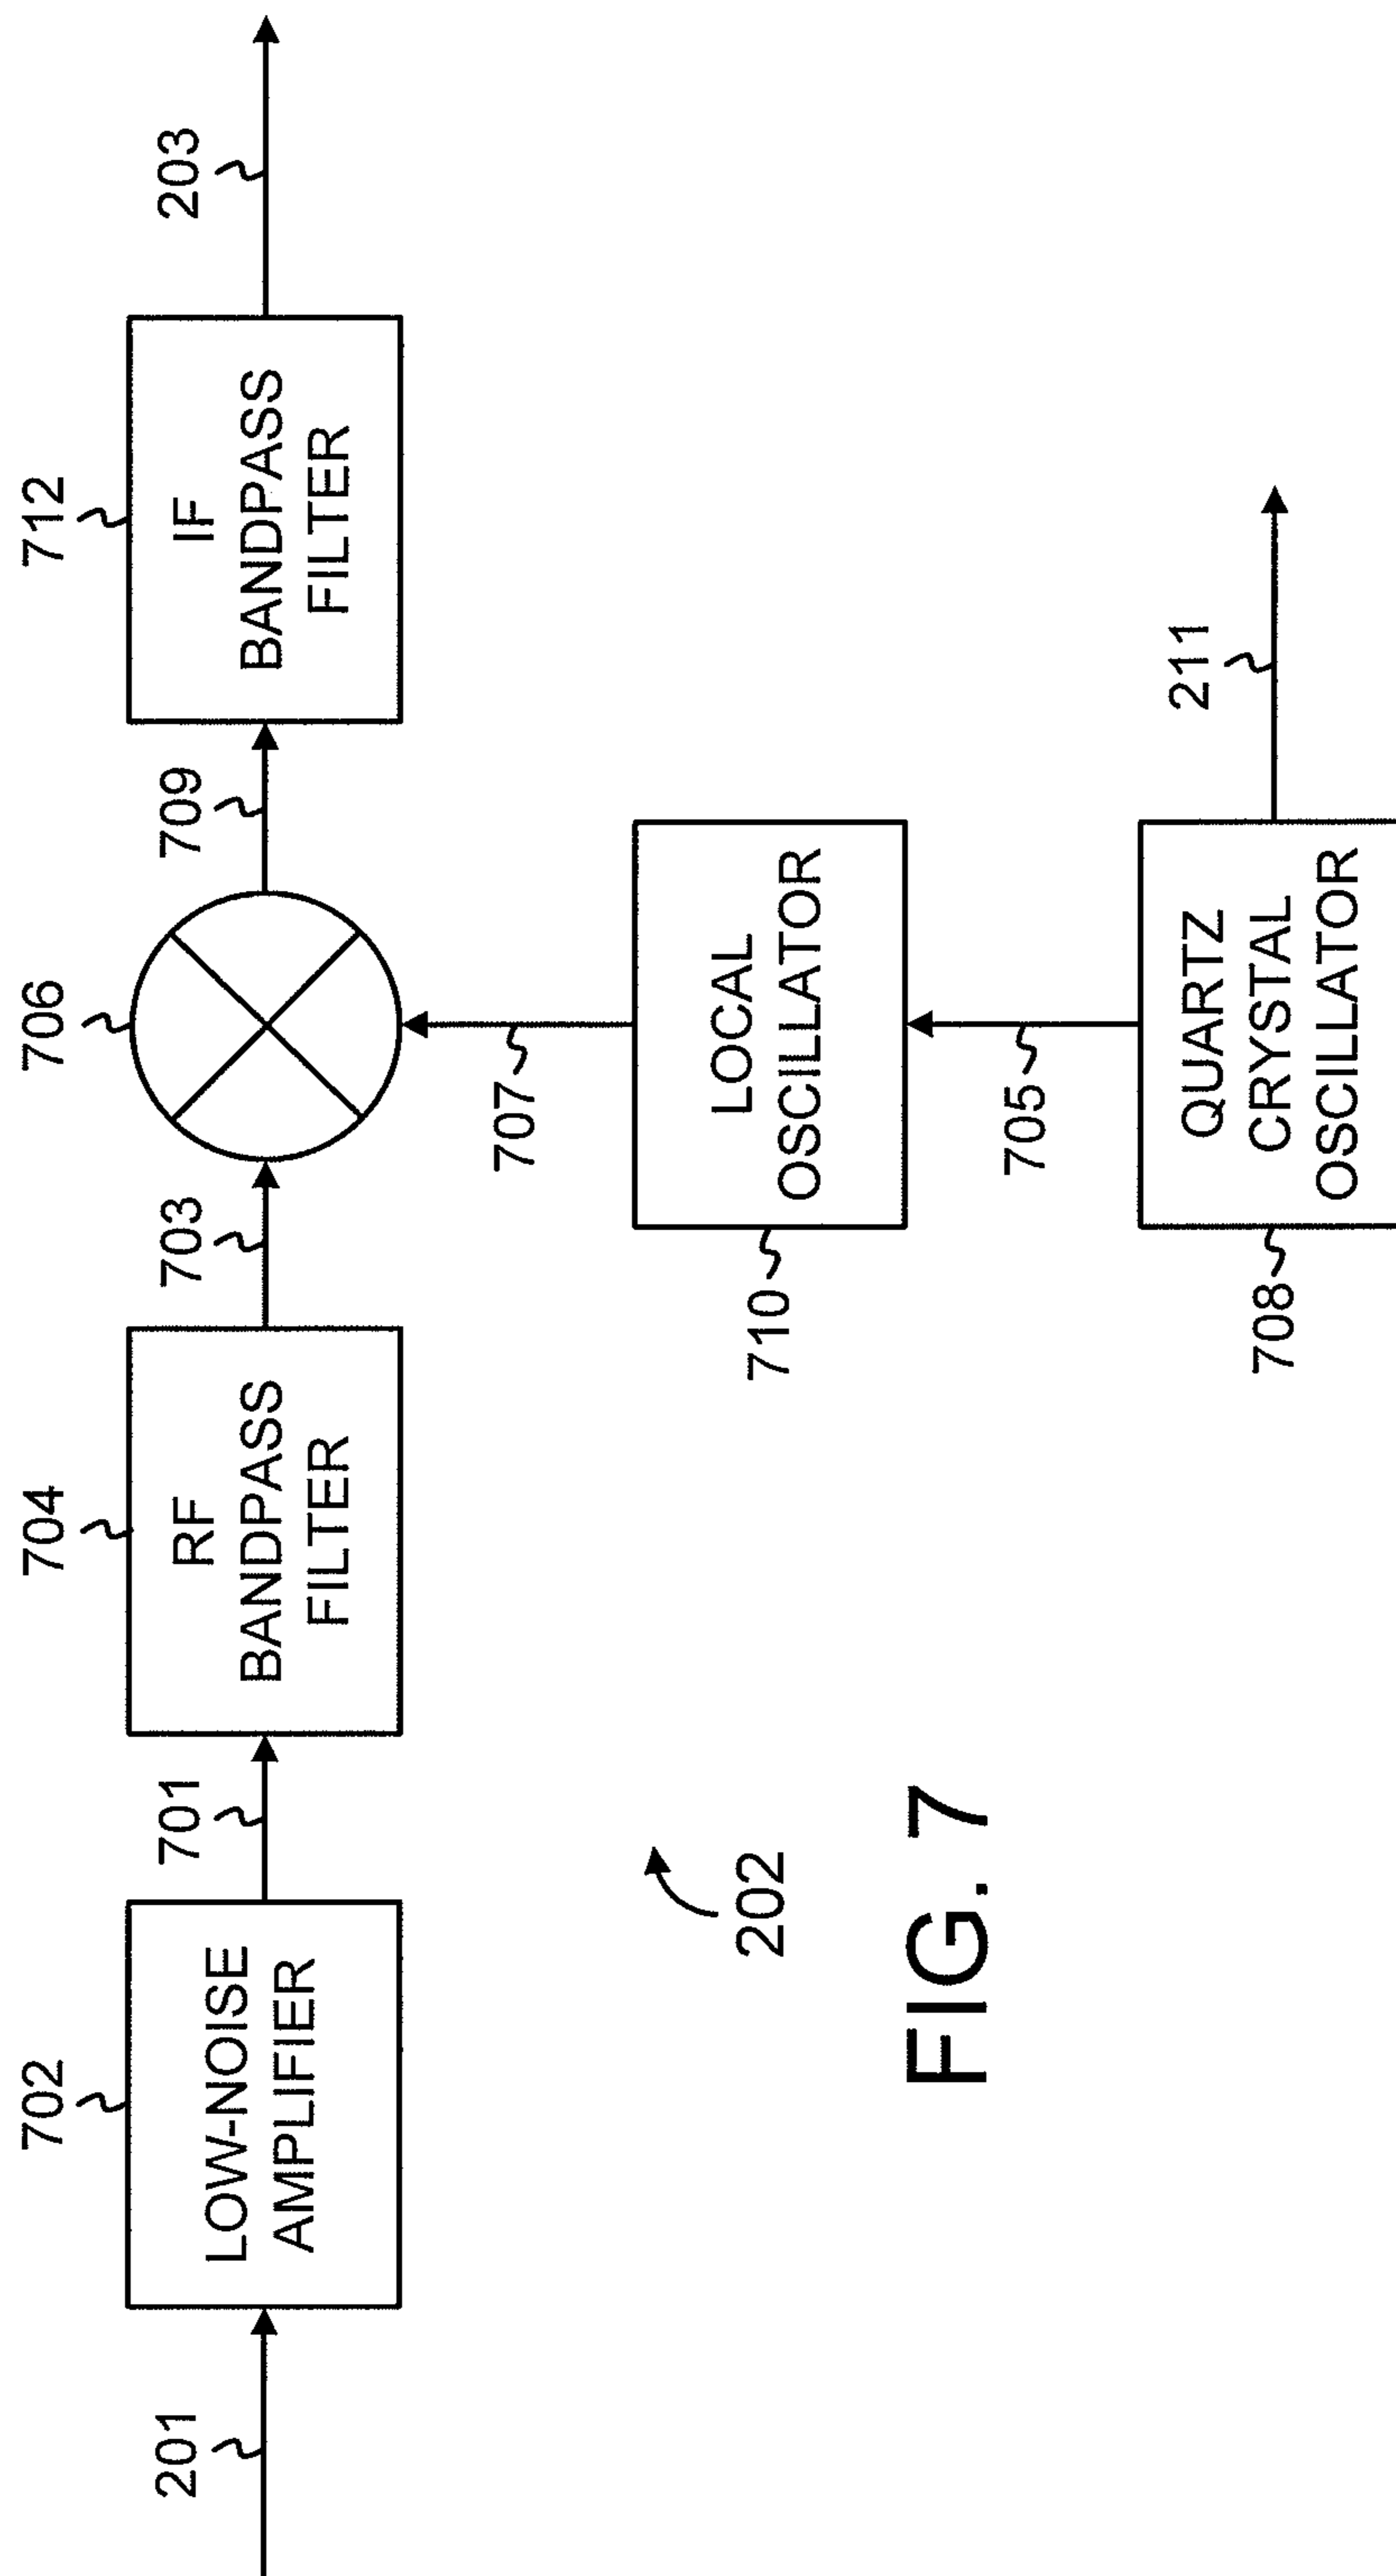 702
704
706
712
201
LOW-NOISE
AMPLIFIER
701
RF
BANDPASS
FILTER
703
709
IF
BANDPASS
FILTER
203
707
710
LOCAL
OSCILLATOR
705
708
QUARTZ
CRYSTAL
OSCILLATOR
211
202
FIG. 7